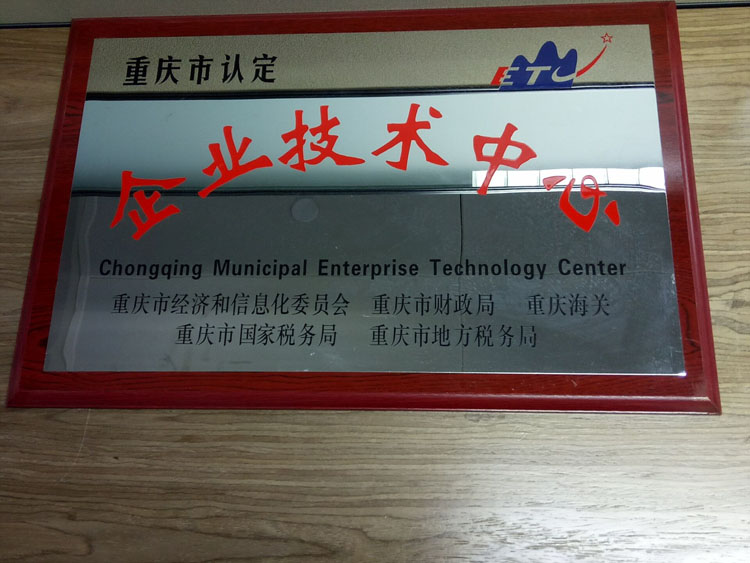 重庆市认定
ETC
企业技术中心
Chongqing Municipal Enterprise Technology Center
重庆市经济和信息化委员会 重庆市财政局 重庆海关
重庆市国家税务局 重庆市地方税务局